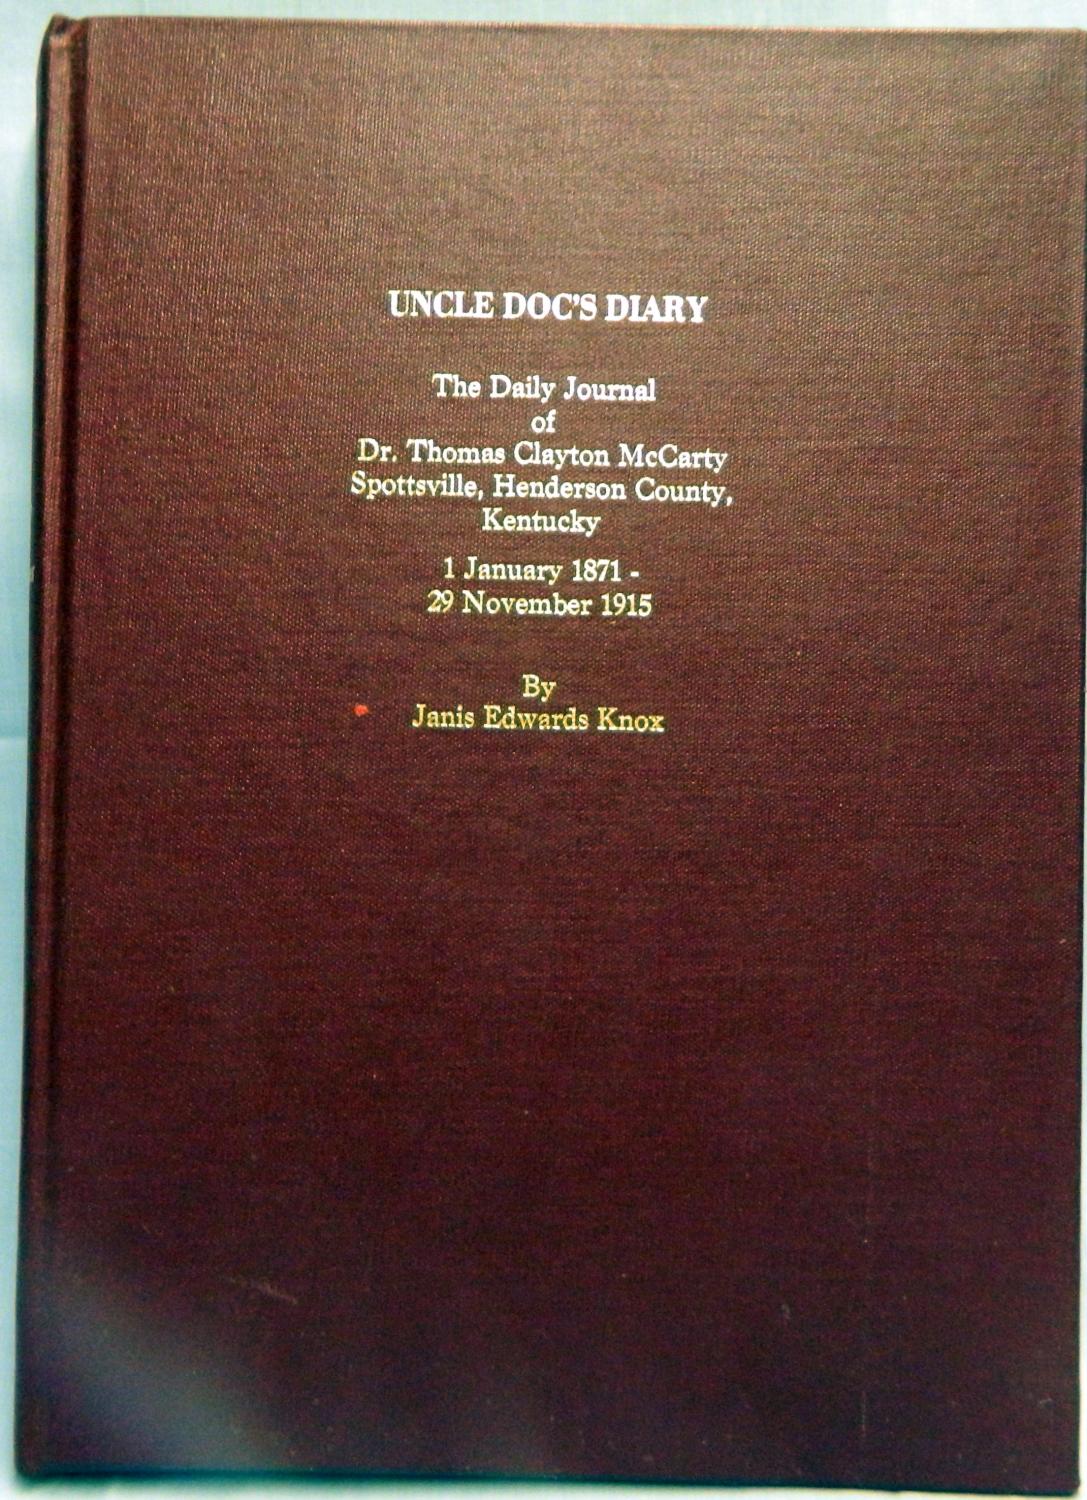 UNCLE DOC'S DIARY
The Daily Journal
of
Dr. Thomas Clayton McCarty
Spottsville, Henderson County,
Kentucky
1 January 1871 -
29 November 1915
By
Janis Edwards Knox